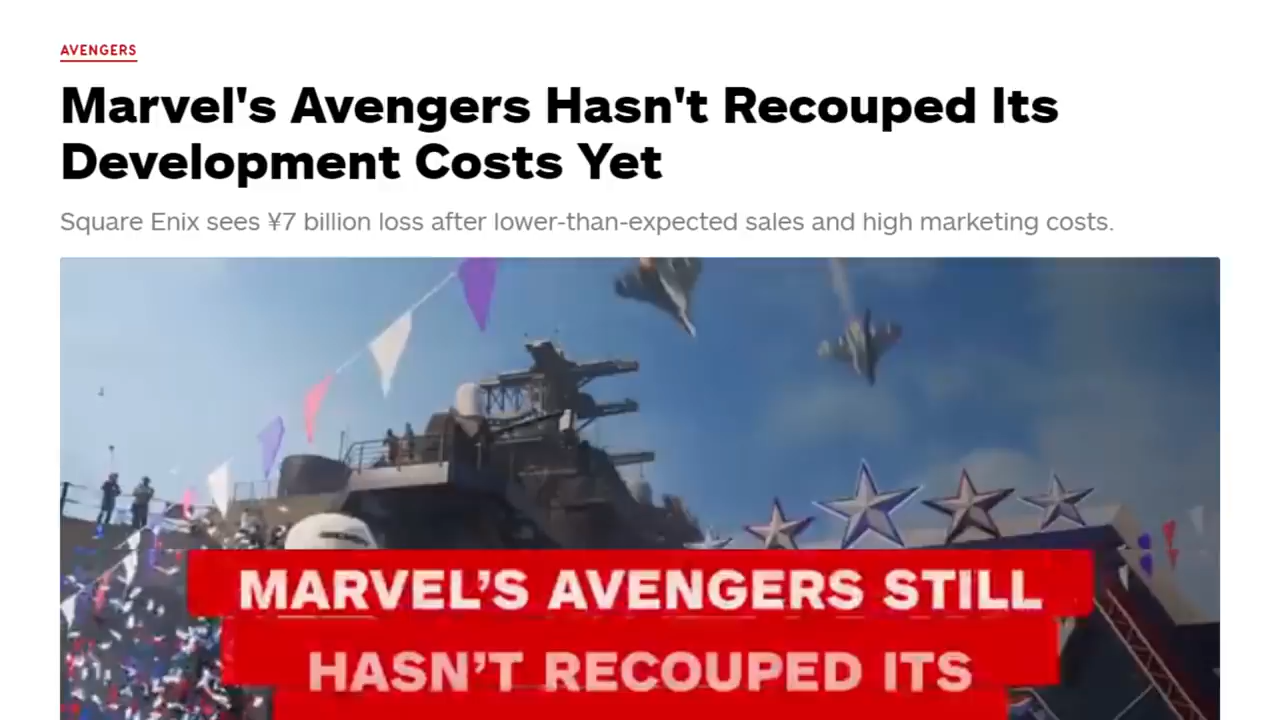 AVENGERS
Marvel's Avengers Hasn't Recouped Its
Development Costs Yet
Square Enix sees ¥7 billion loss after lower-than-expected sales and high marketing costs.
MARVEL’S AVENGERS STILL
HASN’T RECOUPED ITS